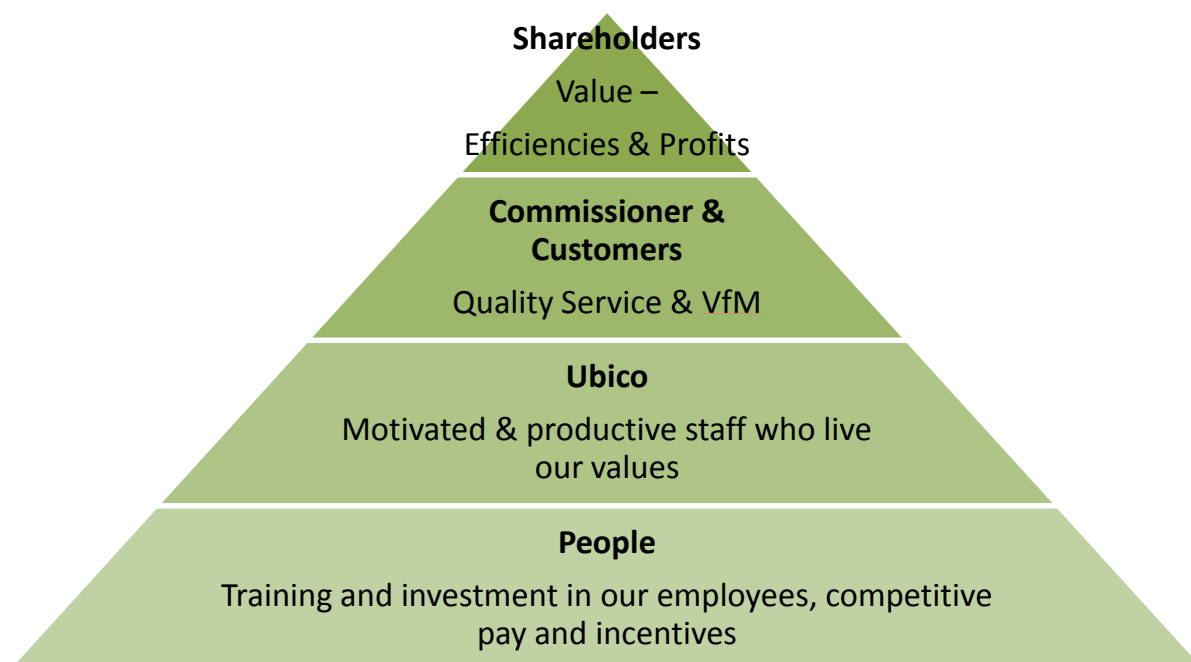 Shareholders
Value –
Efficiencies & Profits
Commissioner &
Customers
Quality Service & VfM
Ubico
Motivated & productive staff who live
our values
People
Training and investment in our employees, competitive
pay and incentives